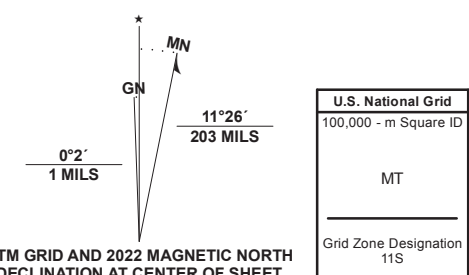 ★
MN
GN
11°26´
203 MILS
0°2´
1 MILS
TM GRID AND 2022 MAGNETIC NORTH
DECLINATION AT CENTER OF SHEET
U.S. National Grid
100,000 - m Square ID
MT
Grid Zone Designation
11S